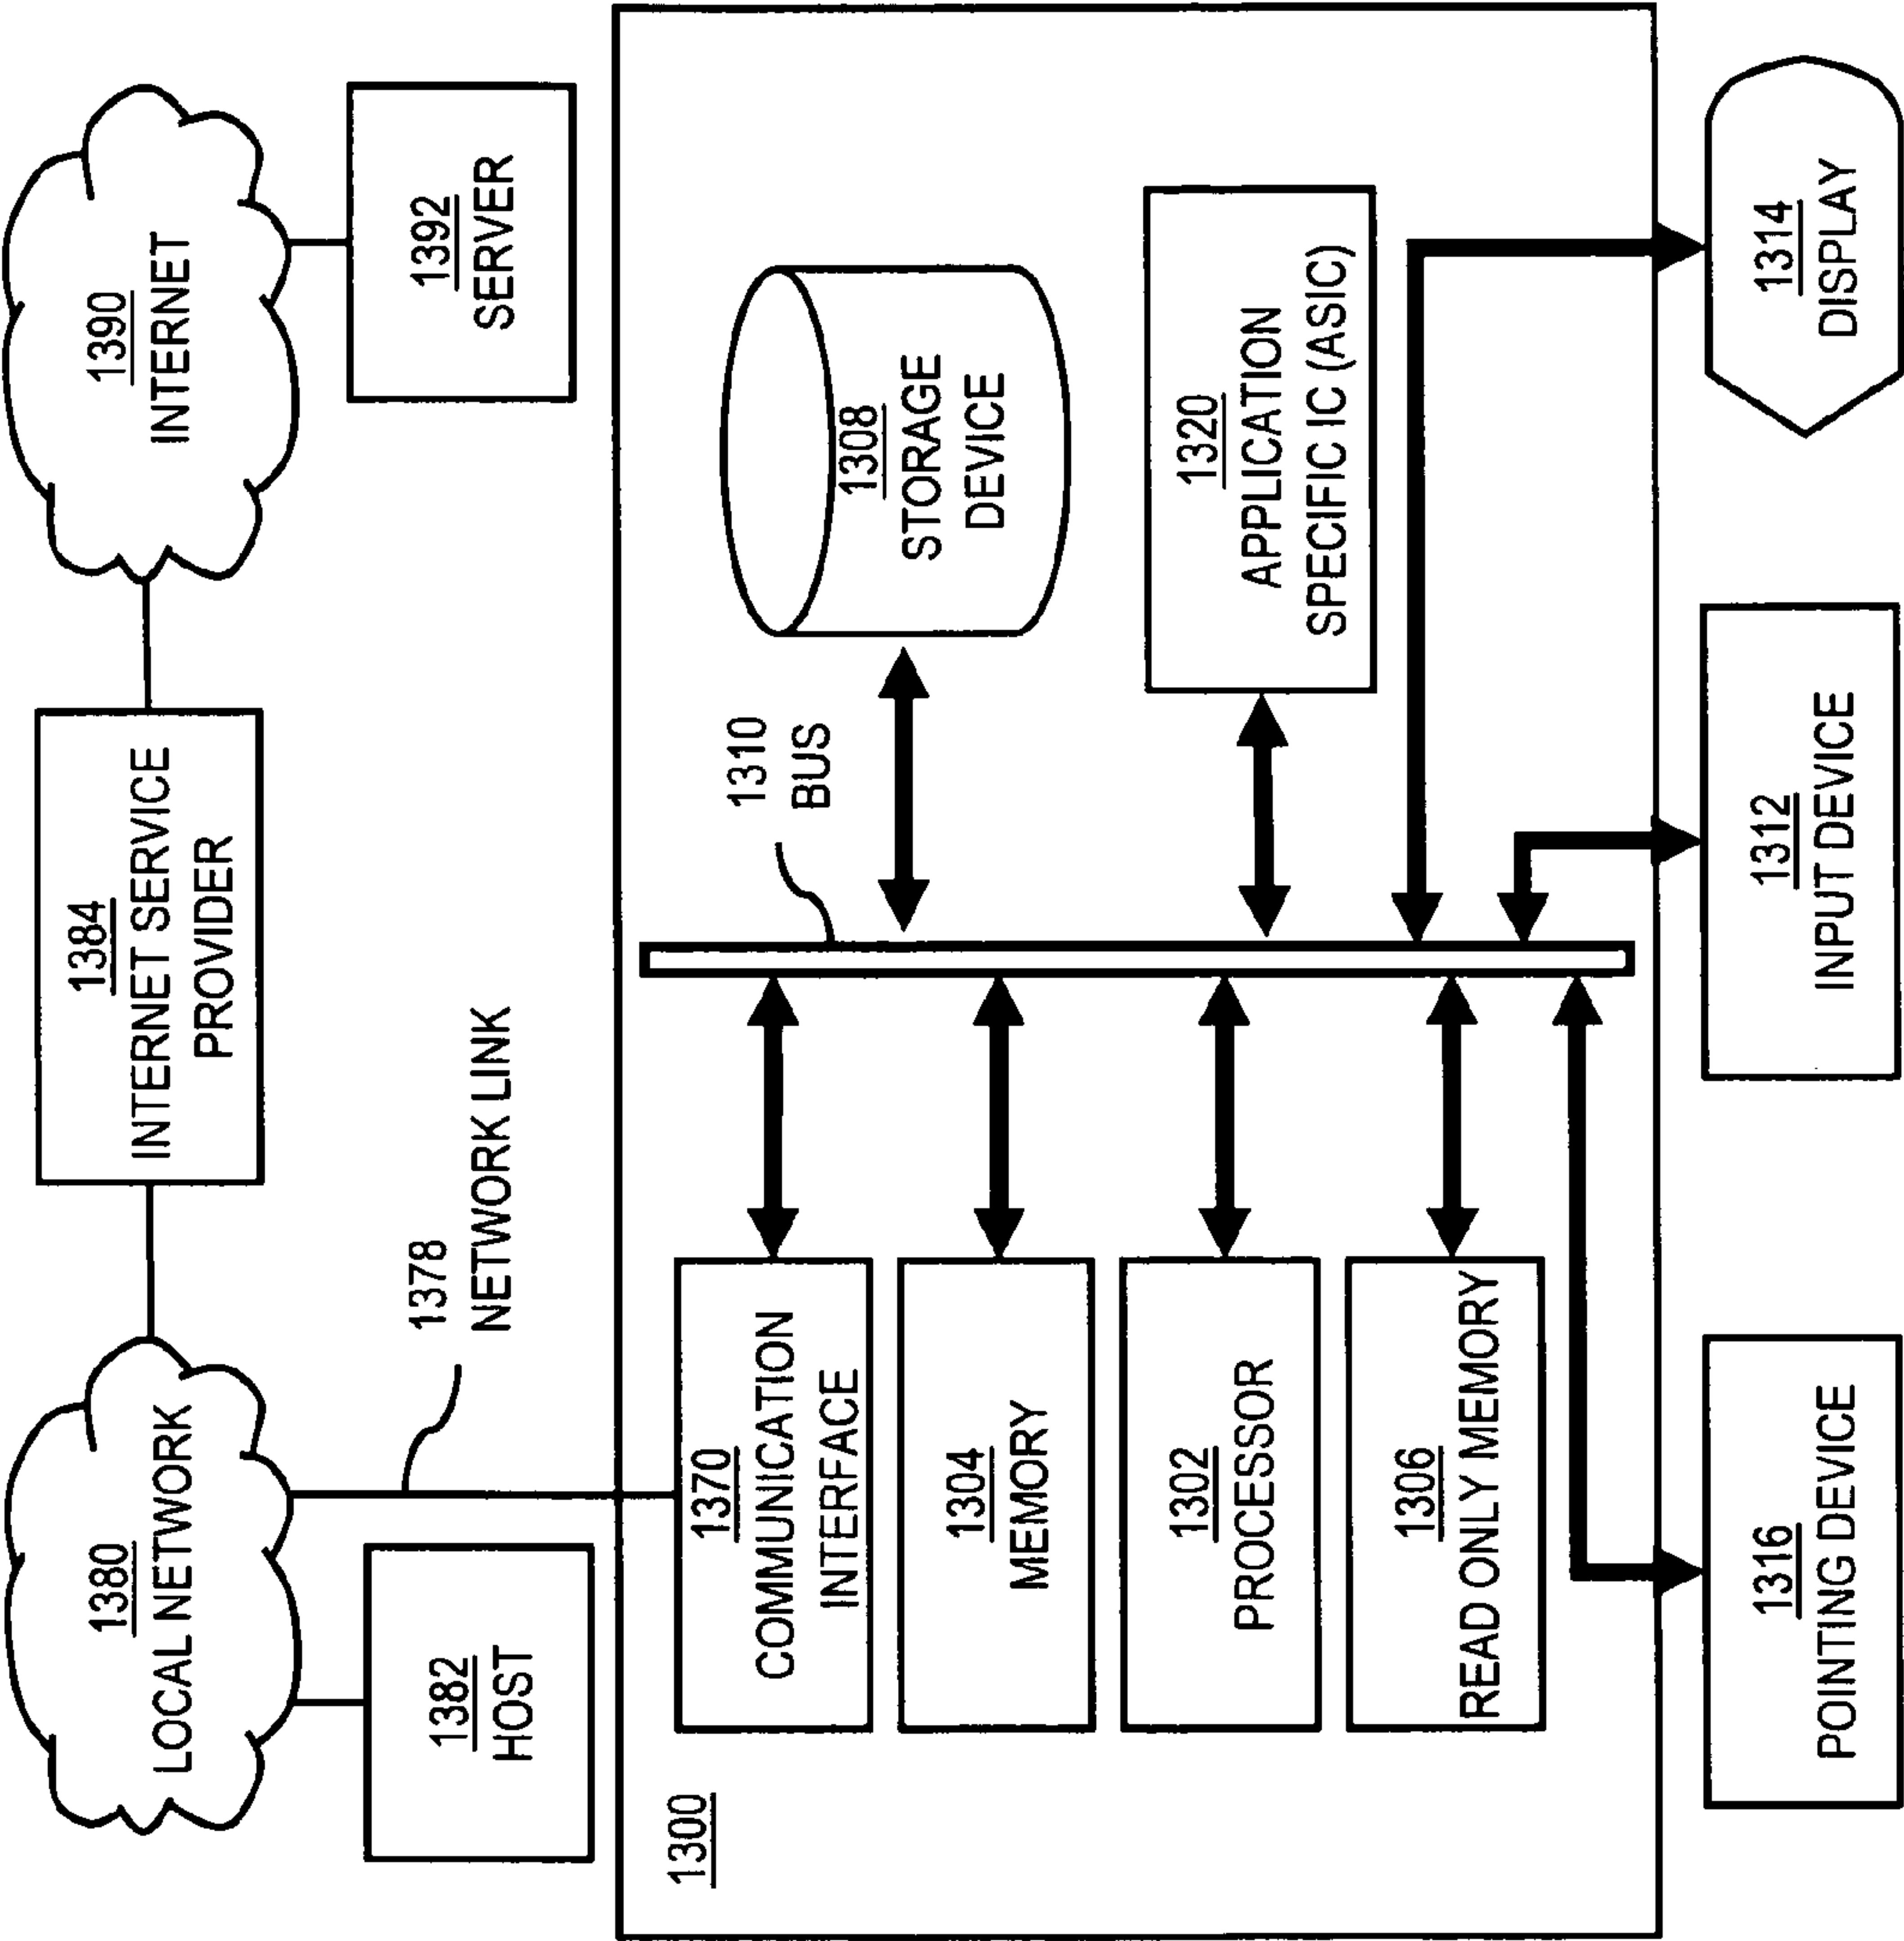 1380
LOCAL NETWORK
1384
INTERNET SERVICE
PROVIDER
1390
INTERNET
1382
HOST
1378
NETWORK LINK
1392
SERVER
1300
1370
COMMUNICATION
INTERFACE
1304
MEMORY
1302
PROCESSOR
1306
READ ONLY MEMORY
1310
BUS
1308
STORAGE
DEVICE
1320
APPLICATION
SPECIFIC IC (ASIC)
1316
POINTING DEVICE
1312
INPUT DEVICE
1314
DISPLAY